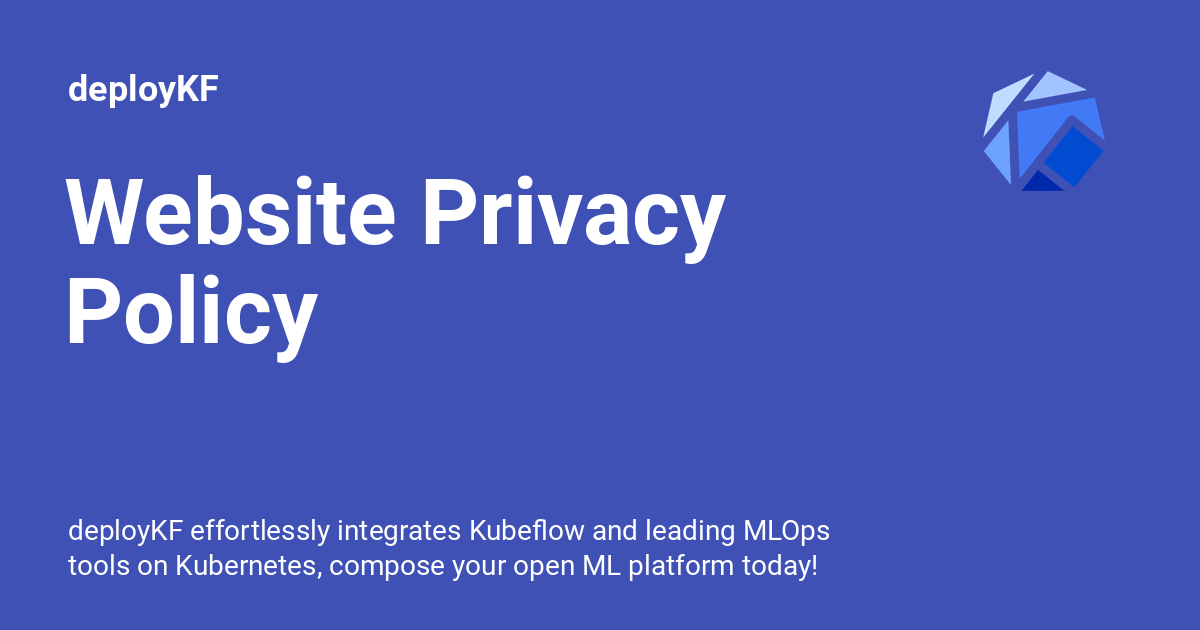 deployKF
Website Privacy
Policy
deployKF effortlessly integrates Kubeflow and leading MLOps
tools on Kubernetes, compose your open ML platform today!